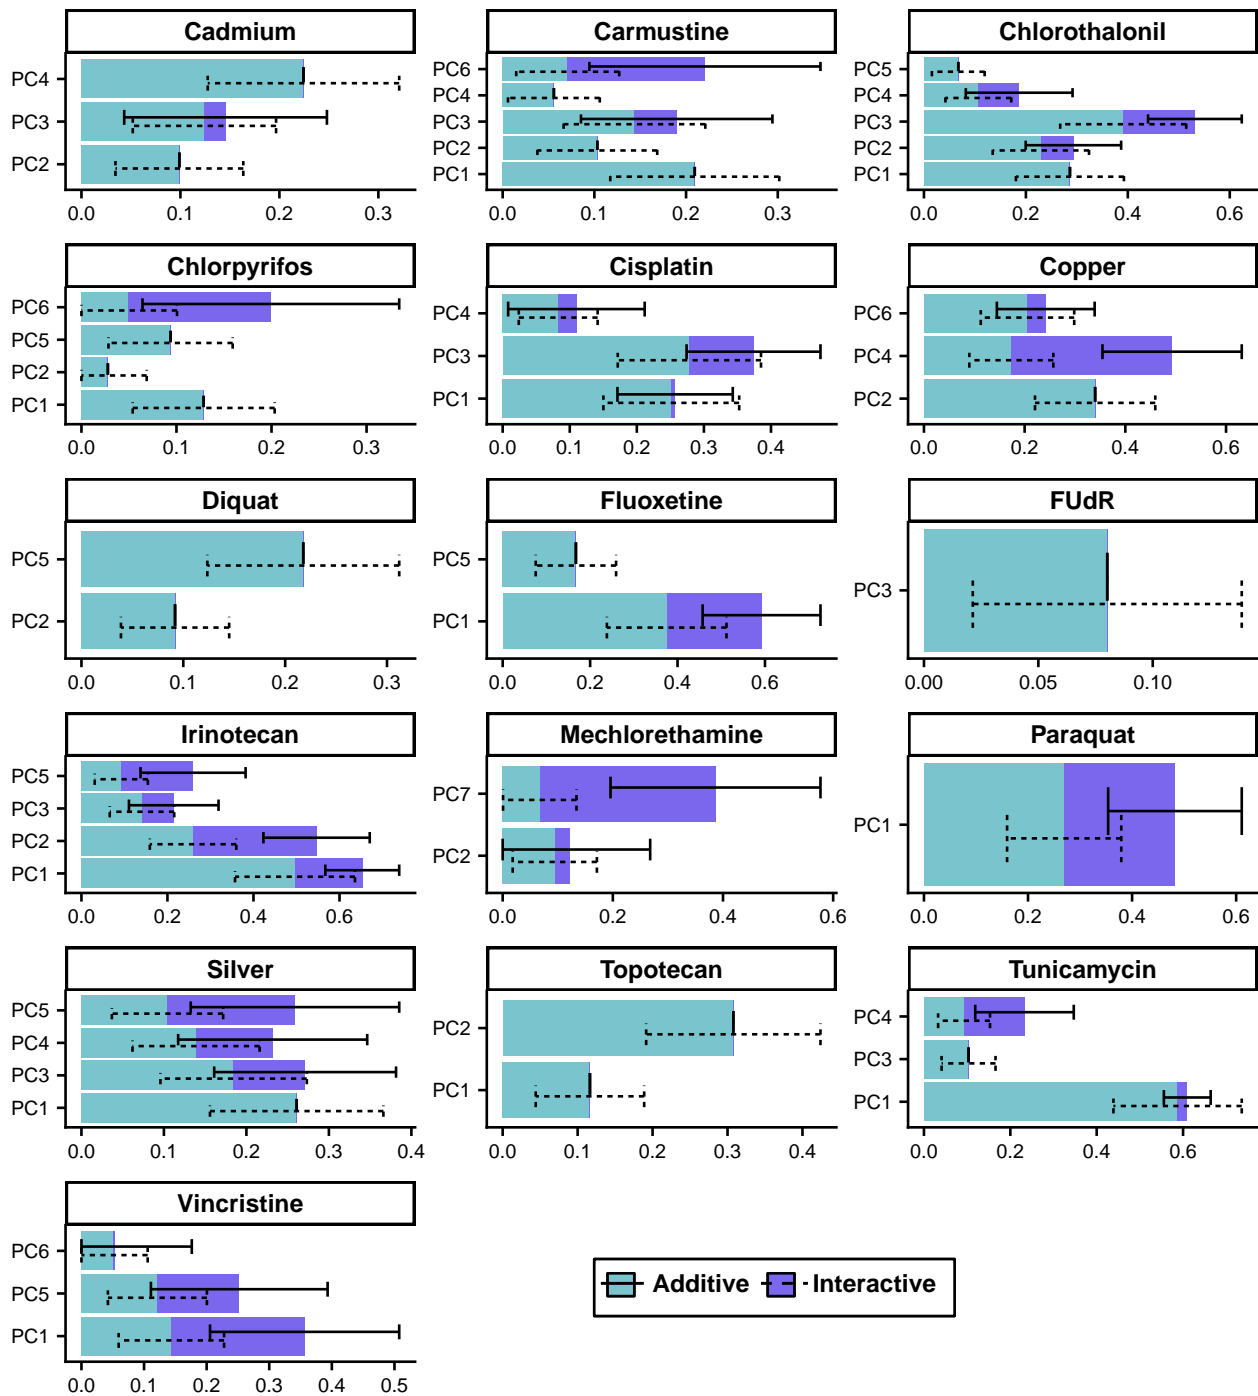 Cadmium
PC4
PC3
PC2
0.0 0.1 0.2 0.3
Carmustine
PC6
PC4
PC3
PC2
PC1
0.0 0.1 0.2 0.3
Chlorothalonil
PC5
PC4
PC3
PC2
PC1
0.0 0.2 0.4 0.6
Chlorpyrifos
PC6
PC5
PC2
PC1
0.0 0.1 0.2 0.3
Cisplatin
PC4
PC3
PC1
0.0 0.1 0.2 0.3 0.4
Copper
PC6
PC4
PC2
0.0 0.2 0.4 0.6
Diquat
PC5
PC2
0.0 0.1 0.2 0.3
Fluoxetine
PC5
PC1
0.0 0.2 0.4 0.6
FUdR
PC3
0.00 0.05 0.10
Irinotecan
PC5
PC3
PC2
PC1
0.0 0.2 0.4 0.6
Mechlorethamine
PC7
PC2
0.0 0.2 0.4 0.6
Paraquat
PC1
0.0 0.2 0.4 0.6
Silver
PC5
PC4
PC3
PC1
0.0 0.1 0.2 0.3 0.4
Topotecan
PC2
PC1
0.0 0.1 0.2 0.3 0.4
Tunicamycin
PC4
PC3
PC1
0.0 0.2 0.4 0.6
Vincristine
PC6
PC5
PC1
0.0 0.1 0.2 0.3 0.4 0.5
Additive Interactive